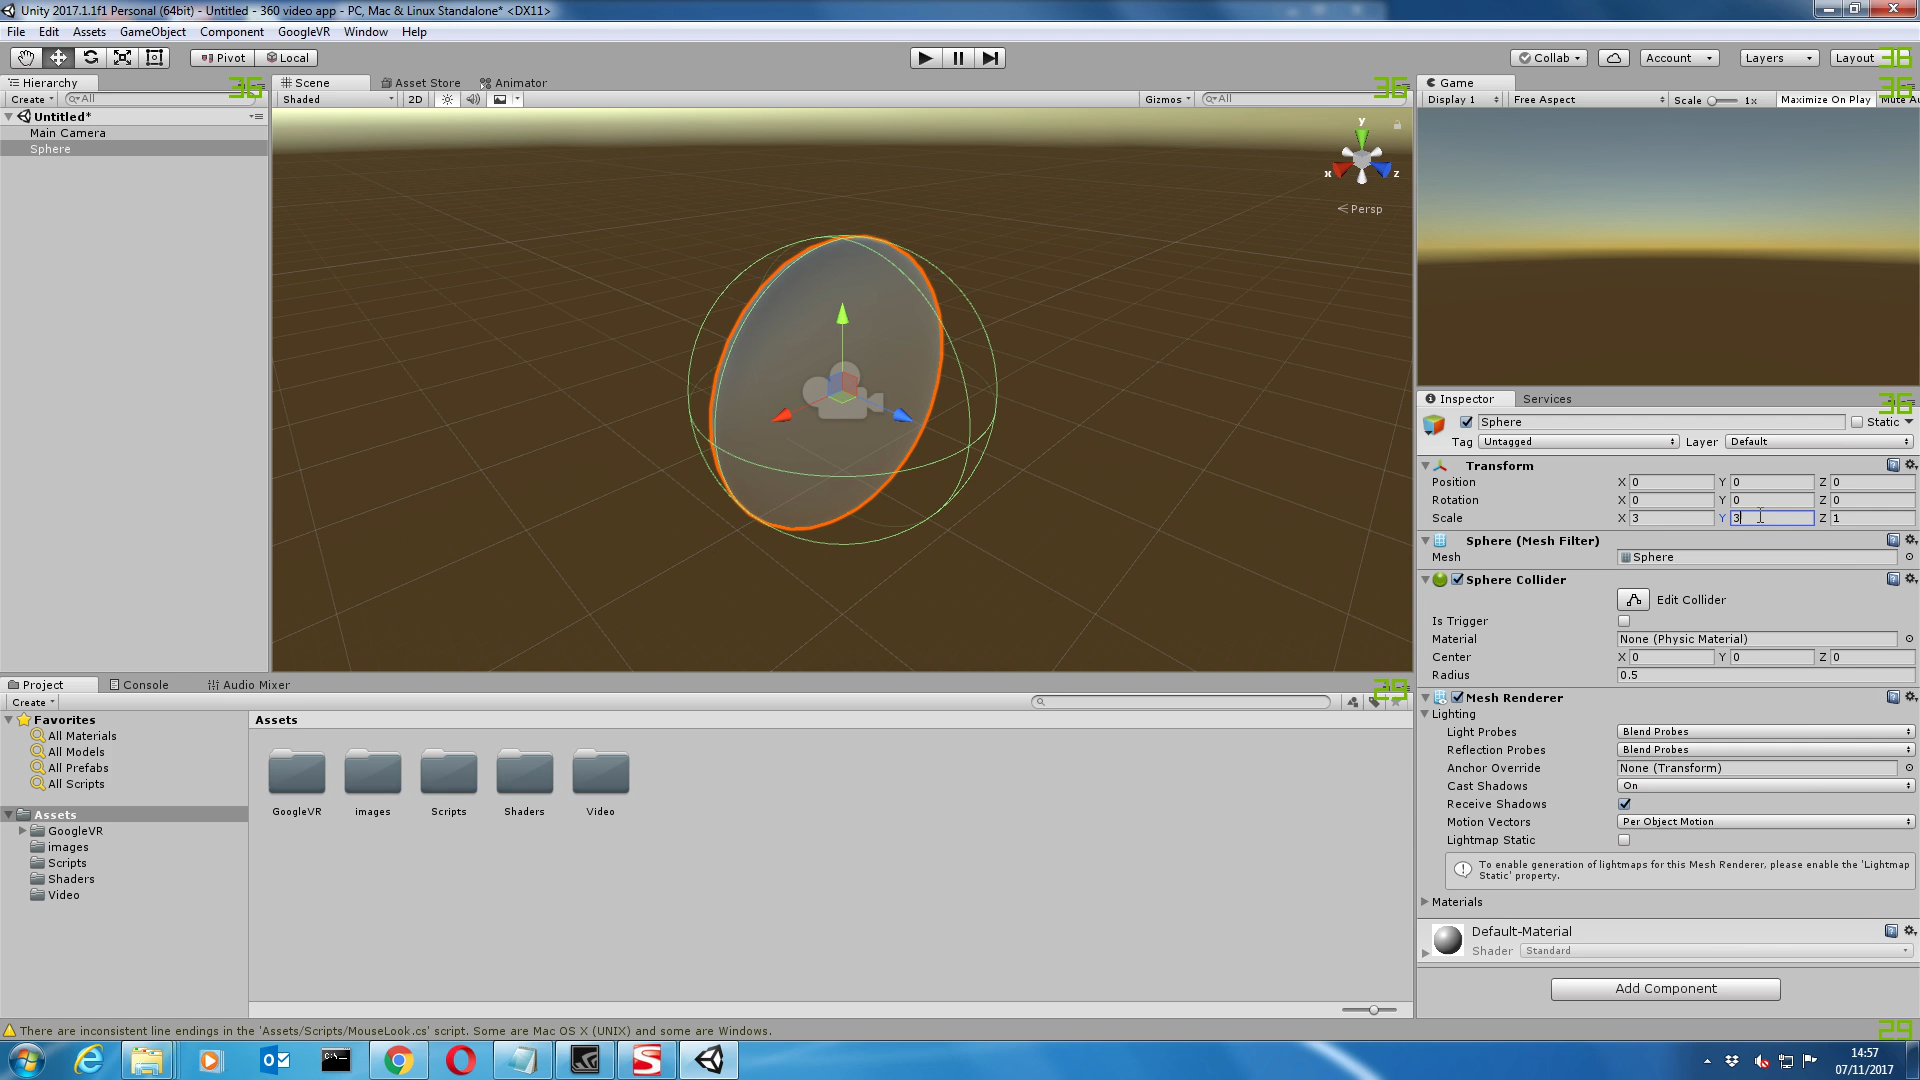 Unity 2017.1.1f1 Personal (64bit) - Untitled - 360 video app - PC, Mac & Linux Standalone* <DX11>
File Edit Assets GameObject Component GoogleVR Window Help
Pivot Local Collab Account Layers Layout 36
Hierarchy 36
Create All
Untitled*
Main Camera
Sphere
Scene Asset Store Animator 36
Shaded 2D Gizmos All
y
x z
Persp
Game 36
Display 1 Free Aspect Scale 1x Maximize On Play Mute Au
Inspector Services 36
Sphere Static
Tag Untagged Layer Default
Transform
Position X 0 Y 0 Z 0
Rotation X 0 Y 0 Z 0
Scale X 3 Y 3 Z 1
Sphere (Mesh Filter)
Mesh Sphere
Sphere Collider
Edit Collider
Is Trigger
Material None (Physic Material)
Center X 0 Y 0 Z 0
Radius 0.5
Mesh Renderer
Lighting
Light Probes Blend Probes
Reflection Probes Blend Probes
Anchor Override None (Transform)
Cast Shadows On
Receive Shadows
Motion Vectors Per Object Motion
Lightmap Static
To enable generation of lightmaps for this Mesh Renderer, please enable the 'Lightmap
Static' property.
Materials
Default-Material
Shader Standard
Add Component
Project Console Audio Mixer 29
Create
Favorites
All Materials
All Models
All Prefabs
All Scripts
Assets
GoogleVR
images
Scripts
Shaders
Video
Assets
GoogleVR images Scripts Shaders Video
There are inconsistent line endings in the 'Assets/Scripts/MouseLook.cs' script. Some are Mac OS X (UNIX) and some are Windows.
29
14:57
07/11/2017